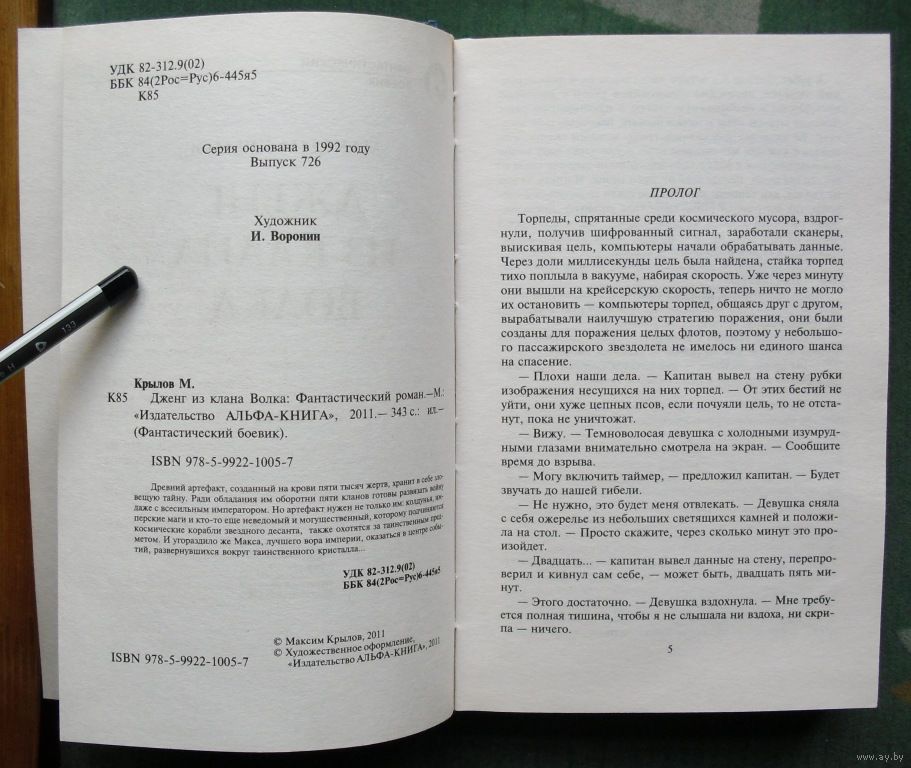 УДК 82-312.9(02)
ББК 84(2Рос=Рус)6-445я5
К85
Серия основана в 1992 году
Выпуск 726
Художник
И. Воронин
Крылов М.
К85 Дженг из клана Волка: Фантастический роман.—М.:
«Издательство АЛЬФА-КНИГА», 2011.— 343 с.: ил.—
(Фантастический боевик).
ISBN 978-5-9922-1005-7
Древний артефакт, созданный на крови пяти тысяч жертв, хранит в себе зло-
вещую тайну. Ради обладания им оборотни пяти кланов готовы развязать войну
даже с всесильным императором. Но артефакт нужен не только им: колдунья, им-
перские маги и кто-то еще неведомый и могущественный, которому подчиняются
космические корабли звездного десанта, также охотятся за таинственным пред-
метом. И угораздило же Макса, лучшего вора империи, оказаться в центре собы-
тий, развернувшихся вокруг таинственного кристалла...
УДК 82-312.9(02)
ББК 84(2Рос=Рус)6-445я5
© Максим Крылов, 2011
© Художественное оформление,
ISBN 978-5-9922-1005-7 «Издательство АЛЬФА-КНИГА», 2011
133
ПРОЛОГ
Торпеды, спрятанные среди космического мусора, вздрог-
нули, получив шифрованный сигнал, заработали сканеры,
выискивая цель, компьютеры начали обрабатывать данные.
Через доли миллисекунды цель была найдена, стайка торпед
тихо поплыла в вакууме, набирая скорость. Уже через минуту
они вышли на крейсерскую скорость, теперь ничто не могло
их остановить — компьютеры торпед, общаясь друг с другом,
вырабатывали наилучшую стратегию поражения, они были
созданы для поражения целых флотов, поэтому у небольшо-
го пассажирского звездолета не имелось ни единого шанса
на спасение.
— Плохи наши дела. — Капитан вывел на стену рубки
изображения несущихся на них торпед. — От этих бестий не
уйти, они хуже цепных псов, если почуяли цель, то не отста-
нут, пока не уничтожат.
— Вижу. — Темноволосая девушка с холодными изумруд-
ными глазами внимательно смотрела на экран. — Сообщите
время до взрыва.
— Могу включить таймер, — предложил капитан. — Будет
звучать до нашей гибели.
— Не нужно, это будет меня отвлекать. — Девушка сняла
с себя ожерелье из небольших светящихся камней и положи-
ла на стол. — Просто скажите, через сколько минут это про-
изойдет.
— Двадцать... — капитан вывел данные на стену, перепро-
верил и кивнул сам себе, — может быть, двадцать пять ми-
нут.
— Этого достаточно. — Девушка вздохнула. — Мне требу-
ется полная тишина, чтобы я не слышала ни вздоха, ни скри-
па — ничего.
5
www.ay.by